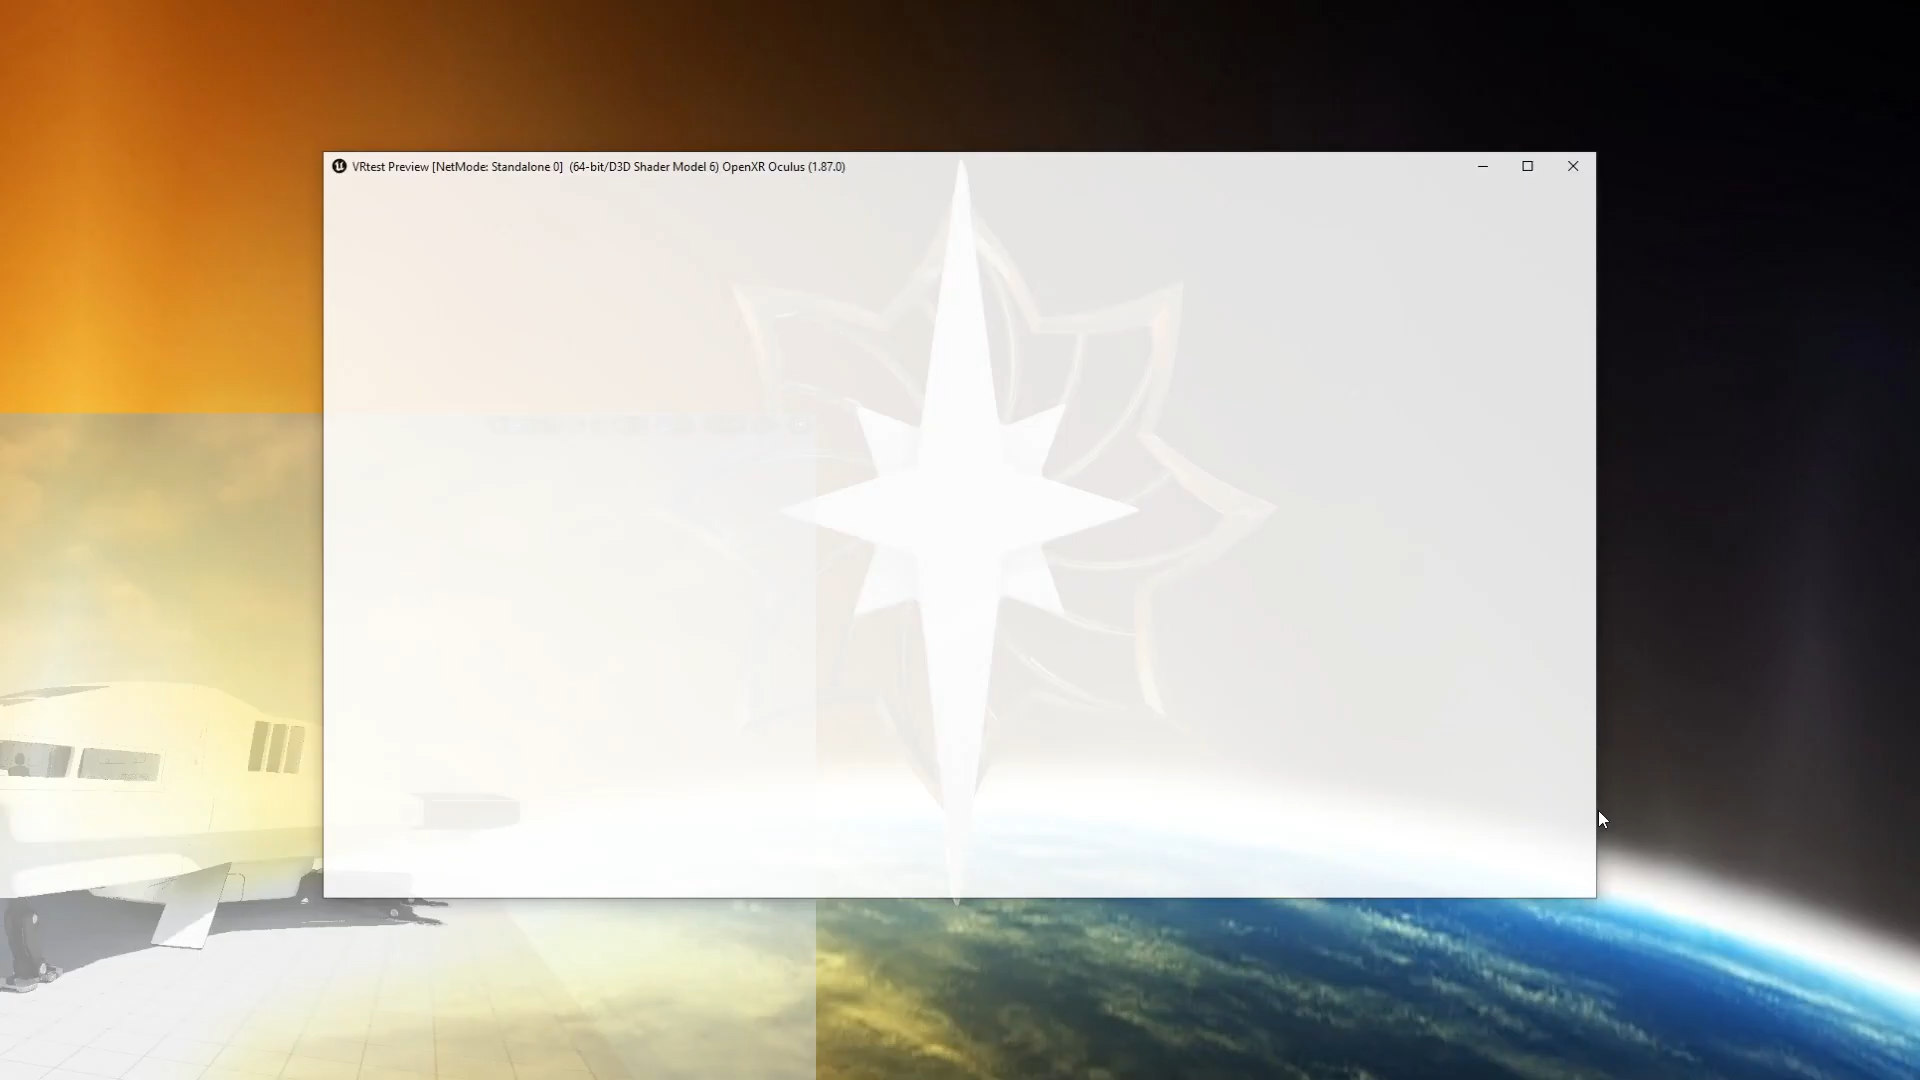 VRtest Preview [NetMode: Standalone 0]  (64-bit/D3D Shader Model 6) OpenXR Oculus (1.87.0)